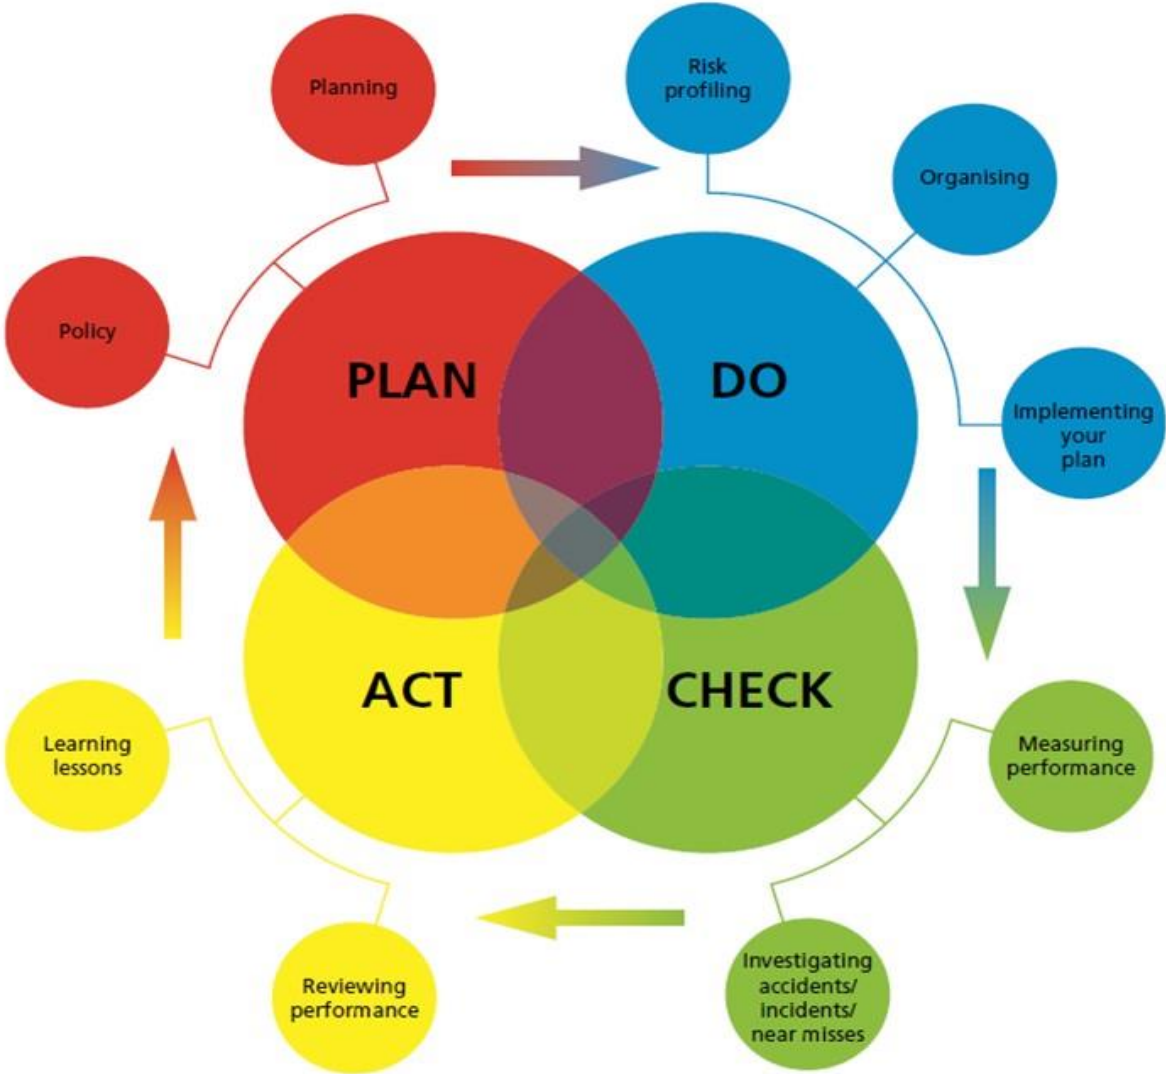 Planning
Risk
profiling
Organising
Policy
PLAN
DO
Implementing
your
plan
ACT
CHECK
Learning
lessons
Measuring
performance
Reviewing
performance
Investigating
accidents/
incidents/
near misses